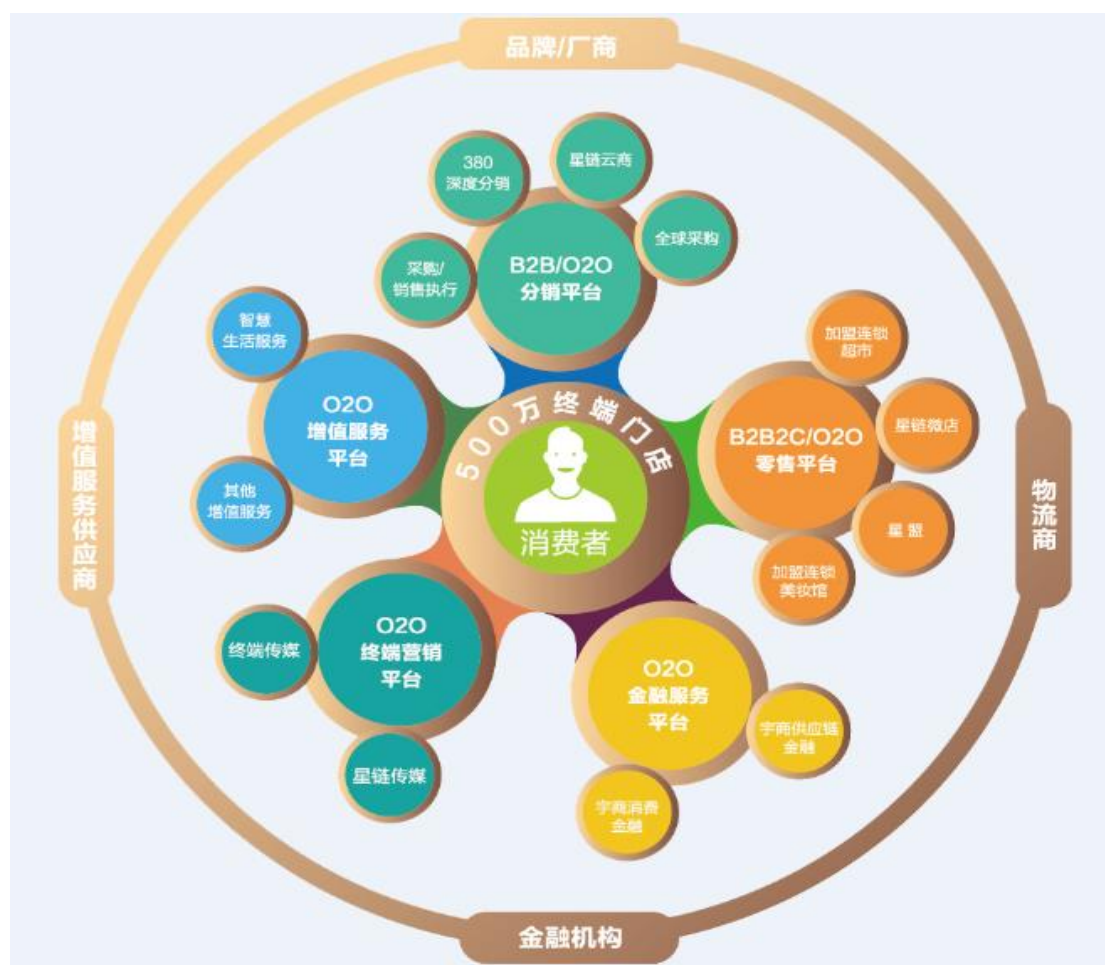 品牌/厂商
380
深度分销
星链云商
全球采购
采购/
销售执行
B2B/O2O
分销平台
智慧
生活服务
O2O
增值服务
平台
其他
增值服务
加盟连锁
超市
星链微店
B2B2C/O2O
零售平台
星盟
加盟连锁
美妆馆
500万终端门店
消费者
增值服务供应商
物流商
O2O
终端营销
平台
终端传媒
星链传媒
O2O
金融服务
平台
宇商供应链
金融
宇商消费
金融
金融机构